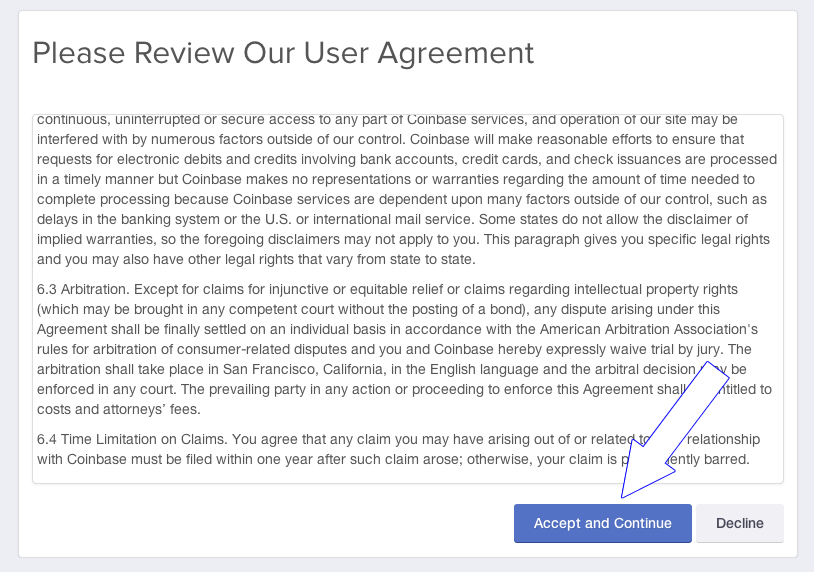 Please Review Our User Agreement
continuous, uninterrupted or secure access to any part of Coinbase services, and operation of our site may be
interfered with by numerous factors outside of our control. Coinbase will make reasonable efforts to ensure that
requests for electronic debits and credits involving bank accounts, credit cards, and check issuances are processed
in a timely manner but Coinbase makes no representations or warranties regarding the amount of time needed to
complete processing because Coinbase services are dependent upon many factors outside of our control, such as
delays in the banking system or the U.S. or international mail service. Some states do not allow the disclaimer of
implied warranties, so the foregoing disclaimers may not apply to you. This paragraph gives you specific legal rights
and you may also have other legal rights that vary from state to state.
6.3 Arbitration. Except for claims for injunctive or equitable relief or claims regarding intellectual property rights
(which may be brought in any competent court without the posting of a bond), any dispute arising under this
Agreement shall be finally settled on an individual basis in accordance with the American Arbitration Association's
rules for arbitration of consumer-related disputes and you and Coinbase hereby expressly waive trial by jury. The
arbitration shall take place in San Francisco, California, in the English language and the arbitral decision be
enforced in any court. The prevailing party in any action or proceeding to enforce this Agreement shall to
costs and attorneys’ fees.
6.4 Time Limitation on Claims. You agree that any claim you may have arising out of or related to relationship
with Coinbase must be filed within one year after such claim arose; otherwise, your claim is barred.
Accept and Continue
Decline